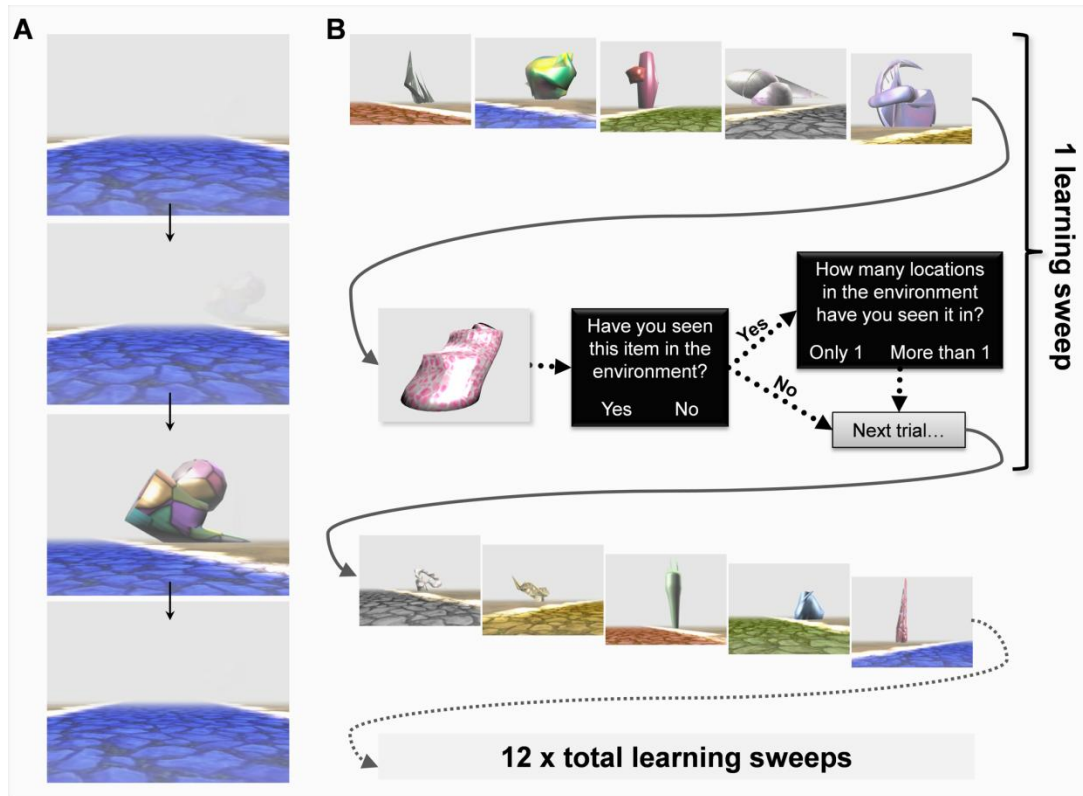 A
B
1 learning sweep
Have you seen
this item in the
environment?
Yes No
Yes
No
How many locations
in the environment
have you seen it in?
Only 1 More than 1
Next trial…
12 x total learning sweeps